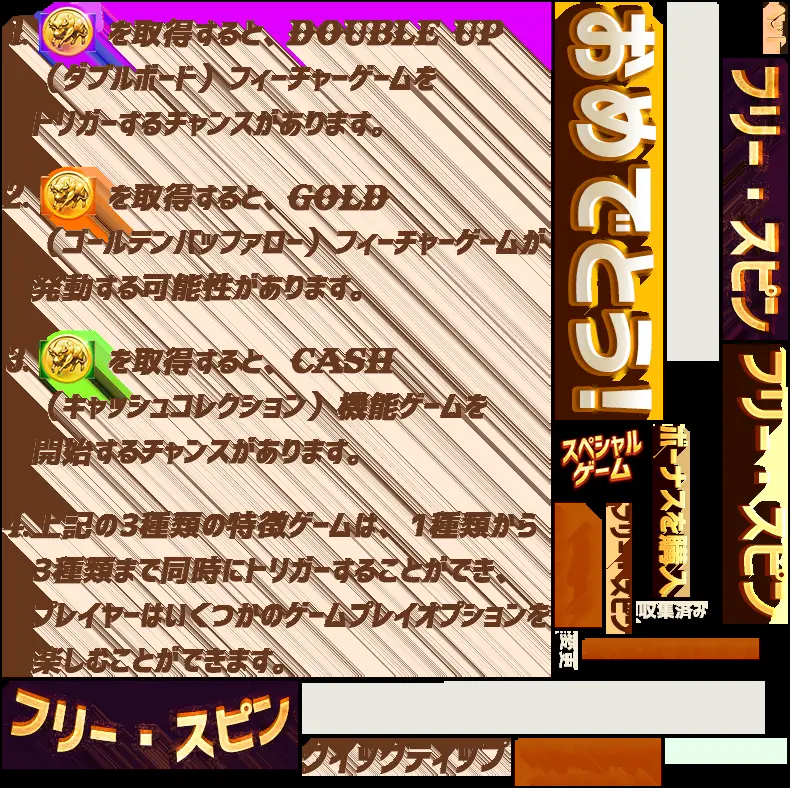 1. を取得すると、DOUBLE UP
（ダブルボード）フィーチャーゲームを
トリガーするチャンスがあります。
2. を取得すると、GOLD
（ゴールデンバッファロー）フィーチャーゲームが
発動する可能性があります。
3. を取得すると、CASH
（キャッシュコレクション）機能ゲームを
開始するチャンスがあります。
4.上記の3種類の特徴ゲームは、1種類から
3種類まで同時にトリガーすることができ、
プレイヤーはいくつかのゲームプレイオプションを
楽しむことができます。
おめでとう!
フリー・スピン
フリー・スピン
スペシャル
ゲーム
ボーナスを購入
フリー・スピン
収集済み
変更
フリー・スピン
クイックティップ